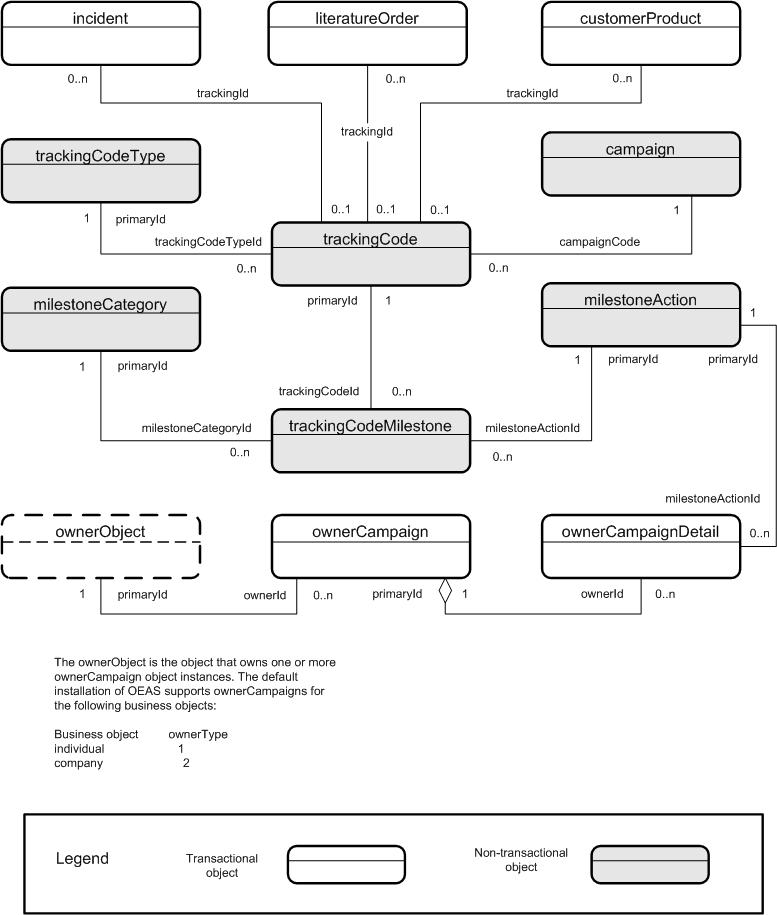 incident
literatureOrder
customerProduct
0..n
0..n
0..n
trackingId
trackingId
trackingId
trackingCodeType
campaign
1
primaryId
0..1
0..1
0..1
1
trackingCodeTypeId
trackingCode
campaignCode
0..n
0..n
milestoneCategory
primaryId
1
milestoneAction
1
1
primaryId
1
primaryId
primaryId
trackingCodeId
0..n
milestoneCategoryId
trackingCodeMilestone
milestoneActionId
0..n
0..n
milestoneActionId
ownerObject
ownerCampaign
ownerCampaignDetail
0..n
1
primaryId
ownerId
0..n
primaryId
1
ownerId
0..n
The ownerObject is the object that owns one or more
ownerCampaign object instances. The default
installation of OEAS supports ownerCampaigns for
the following business objects:
Business object ownerType
individual 1
company 2
Legend
Transactional
object
Non-transactional
object